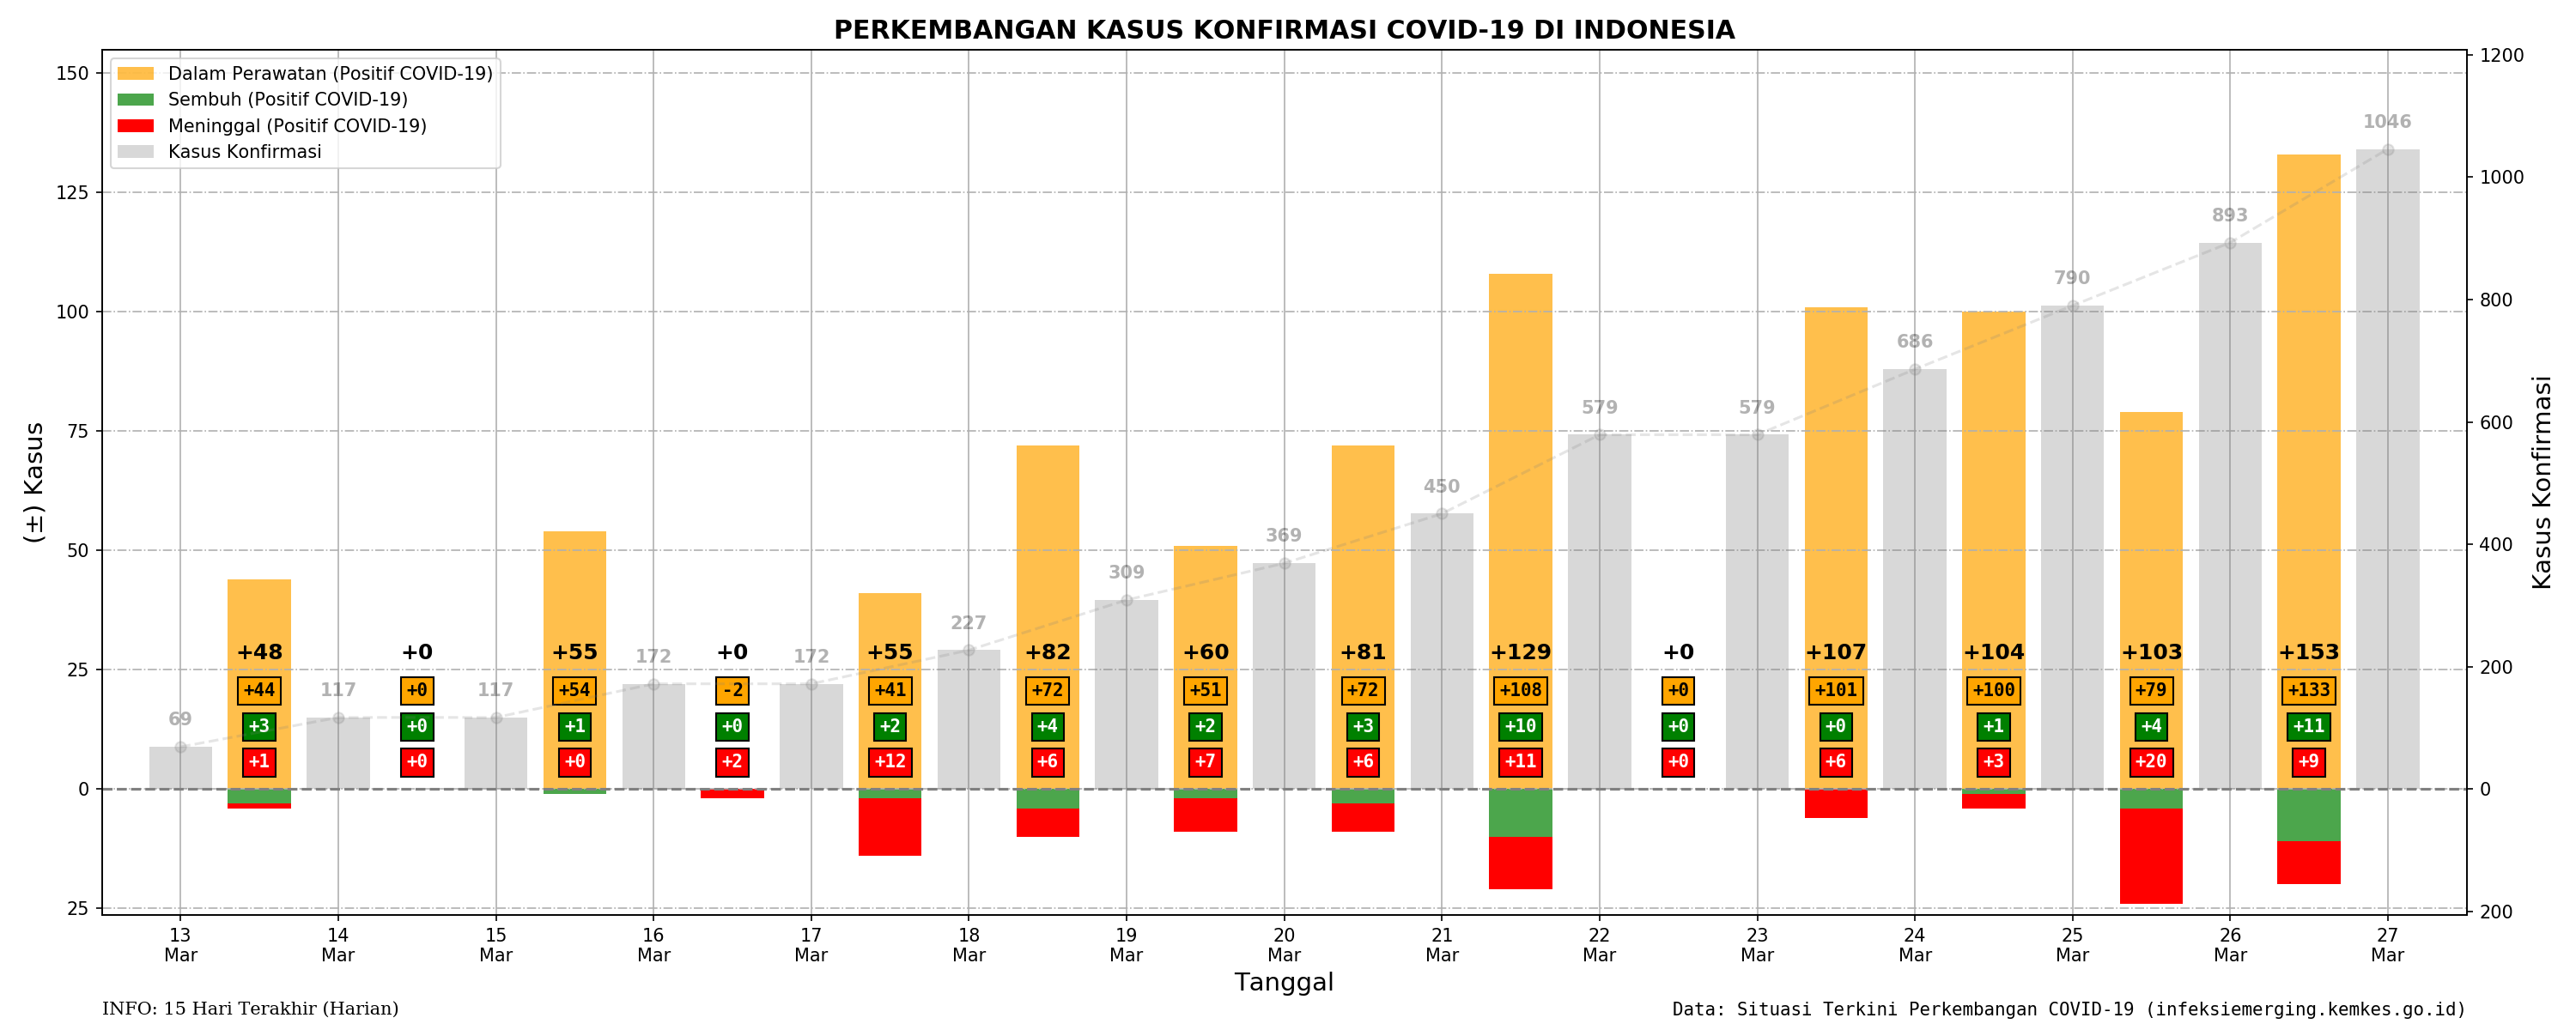 PERKEMBANGAN KASUS KONFIRMASI COVID-19 DI INDONESIA
Dalam Perawatan (Positif COVID-19)
Sembuh (Positif COVID-19)
Meninggal (Positif COVID-19)
Kasus Konfirmasi
(±) Kasus
150
125
100
75
50
25
0
25
1200
1000
800
600
400
200
0
200
Kasus Konfirmasi
69 117 117 172 172 227 309 369 450 579 579 686 790 893 1046
+48 +0 +55 +0 +55 +82 +60 +81 +129 +0 +107 +104 +103 +153
+44 +0 +54 -2 +41 +72 +51 +72 +108 +0 +101 +100 +79 +133
+3 +0 +1 +0 +2 +4 +2 +3 +10 +0 +0 +1 +4 +11
+1 +0 +0 +2 +12 +6 +7 +6 +11 +0 +6 +3 +20 +9
13 14 15 16 17 18 19 20 21 22 23 24 25 26 27
Mar Mar Mar Mar Mar Mar Mar Mar Mar Mar Mar Mar Mar Mar Mar
Tanggal
INFO: 15 Hari Terakhir (Harian)
Data: Situasi Terkini Perkembangan COVID-19 (infeksiemerging.kemkes.go.id)